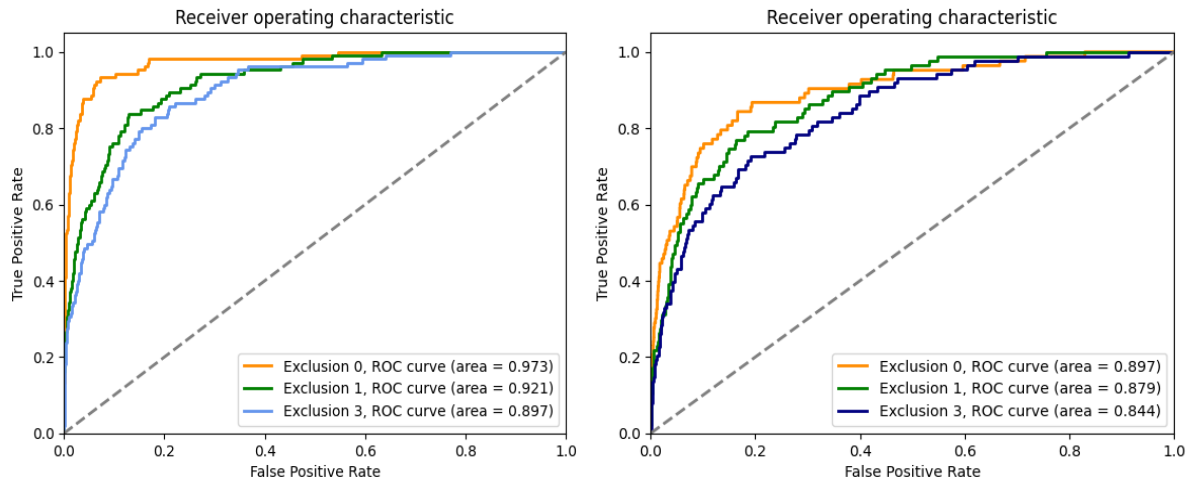 Receiver operating characteristic
1.0
0.8
0.6
0.4
0.2
0.0
True Positive Rate
0.0 0.2 0.4 0.6 0.8 1.0
False Positive Rate
Exclusion 0, ROC curve (area = 0.973)
Exclusion 1, ROC curve (area = 0.921)
Exclusion 3, ROC curve (area = 0.897)
Receiver operating characteristic
1.0
0.8
0.6
0.4
0.2
0.0
True Positive Rate
0.0 0.2 0.4 0.6 0.8 1.0
False Positive Rate
Exclusion 0, ROC curve (area = 0.897)
Exclusion 1, ROC curve (area = 0.879)
Exclusion 3, ROC curve (area = 0.844)